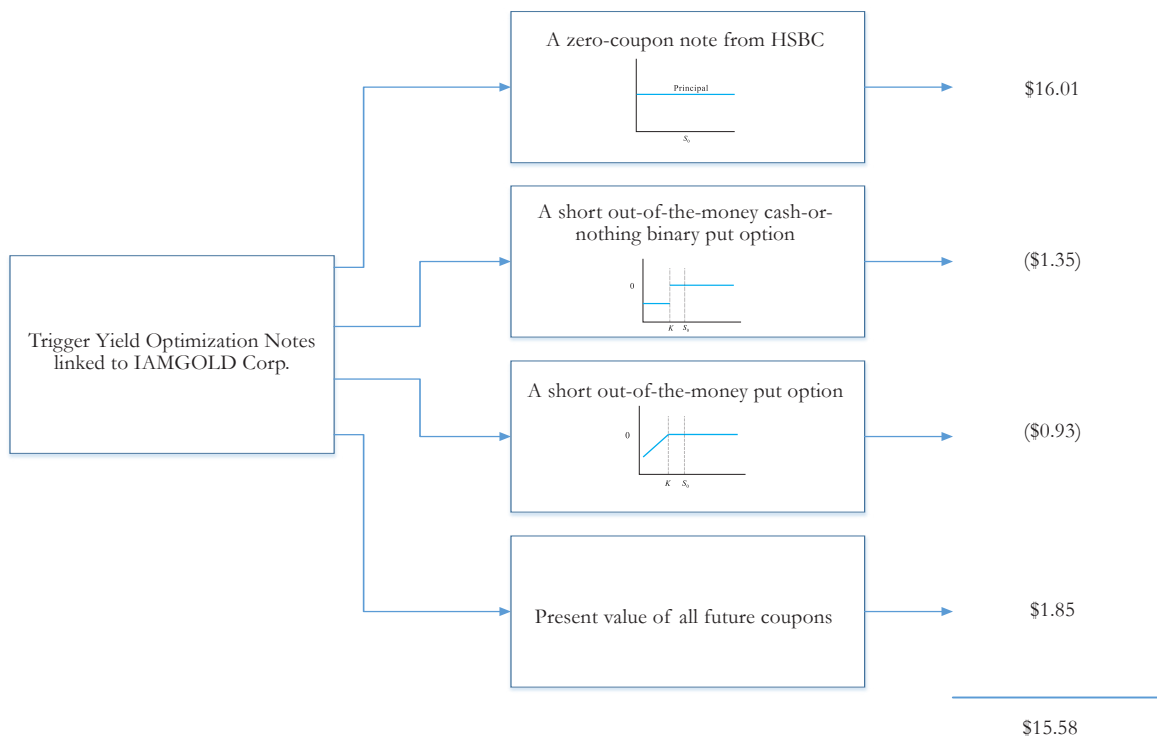 A zero-coupon note from HSBC
Principal
S₀
$16.01
A short out-of-the-money cash-or-
nothing binary put option
0
K S₀
($1.35)
Trigger Yield Optimization Notes
linked to IAMGOLD Corp.
A short out-of-the-money put option
0
K S₀
($0.93)
Present value of all future coupons
$1.85
$15.58